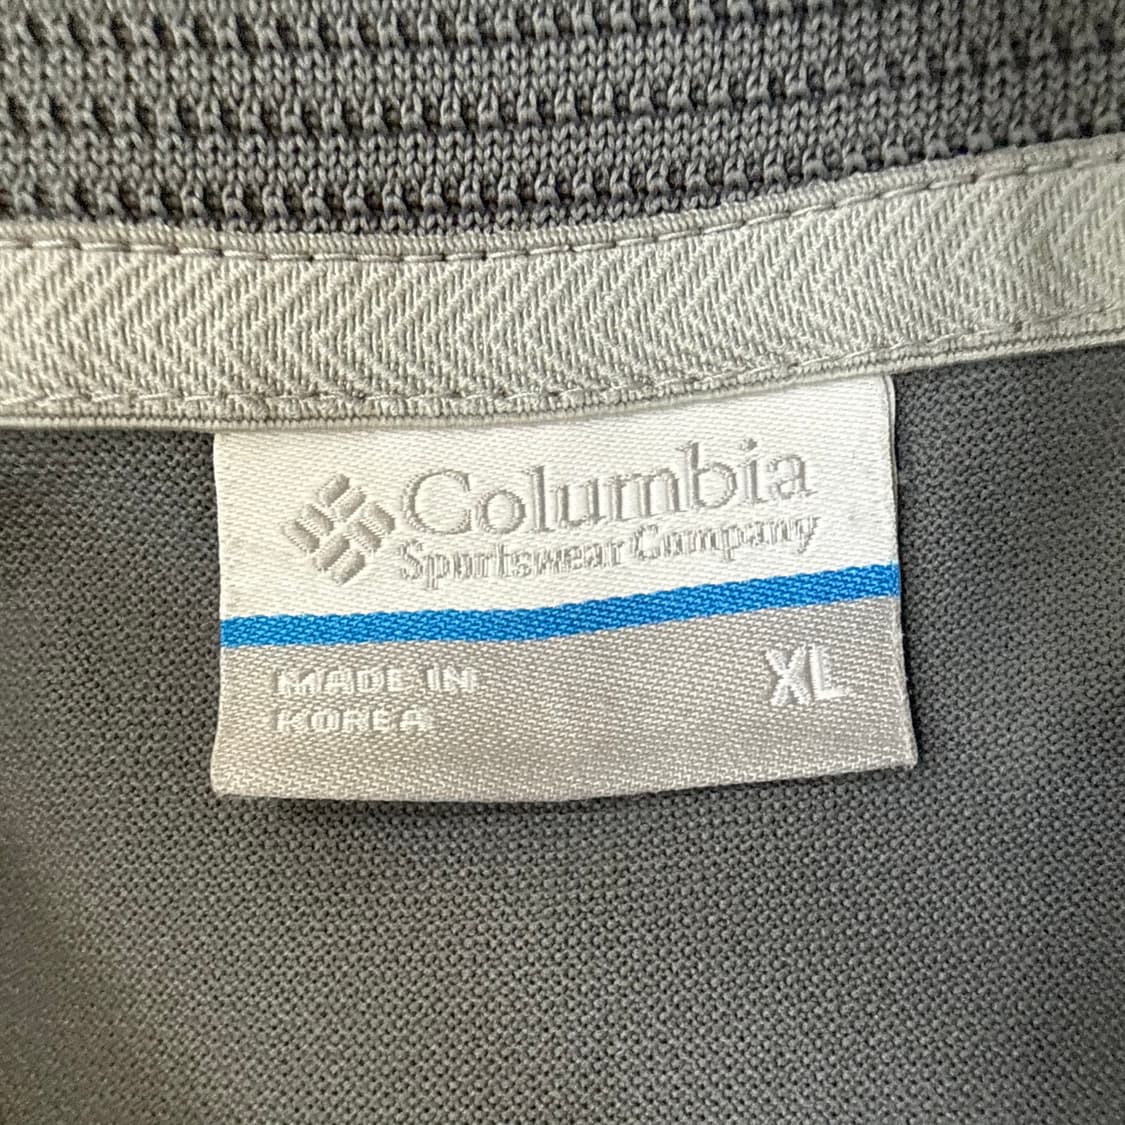 Columbia
Sportswear Company
MADE IN
KOREA
XL